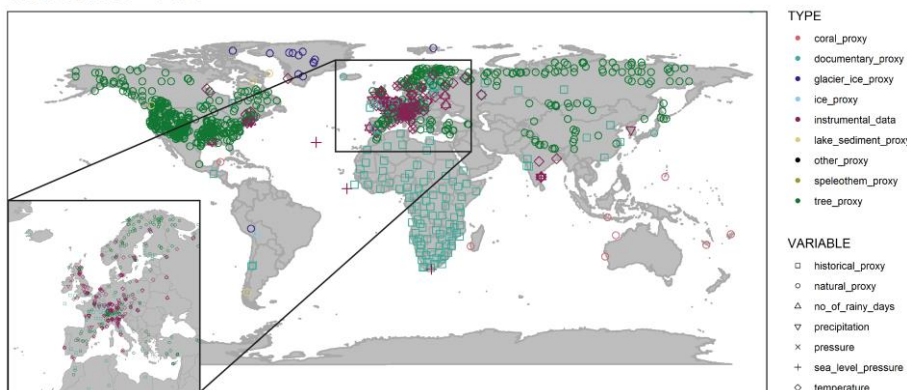 TYPE
coral_proxy
documentary_proxy
glacier_ice_proxy
ice_proxy
instrumental_data
lake_sediment_proxy
other_proxy
speleothem_proxy
tree_proxy
VARIABLE
historical_proxy
natural_proxy
no_of_rainy_days
precipitation
pressure
sea_level_pressure
temperature